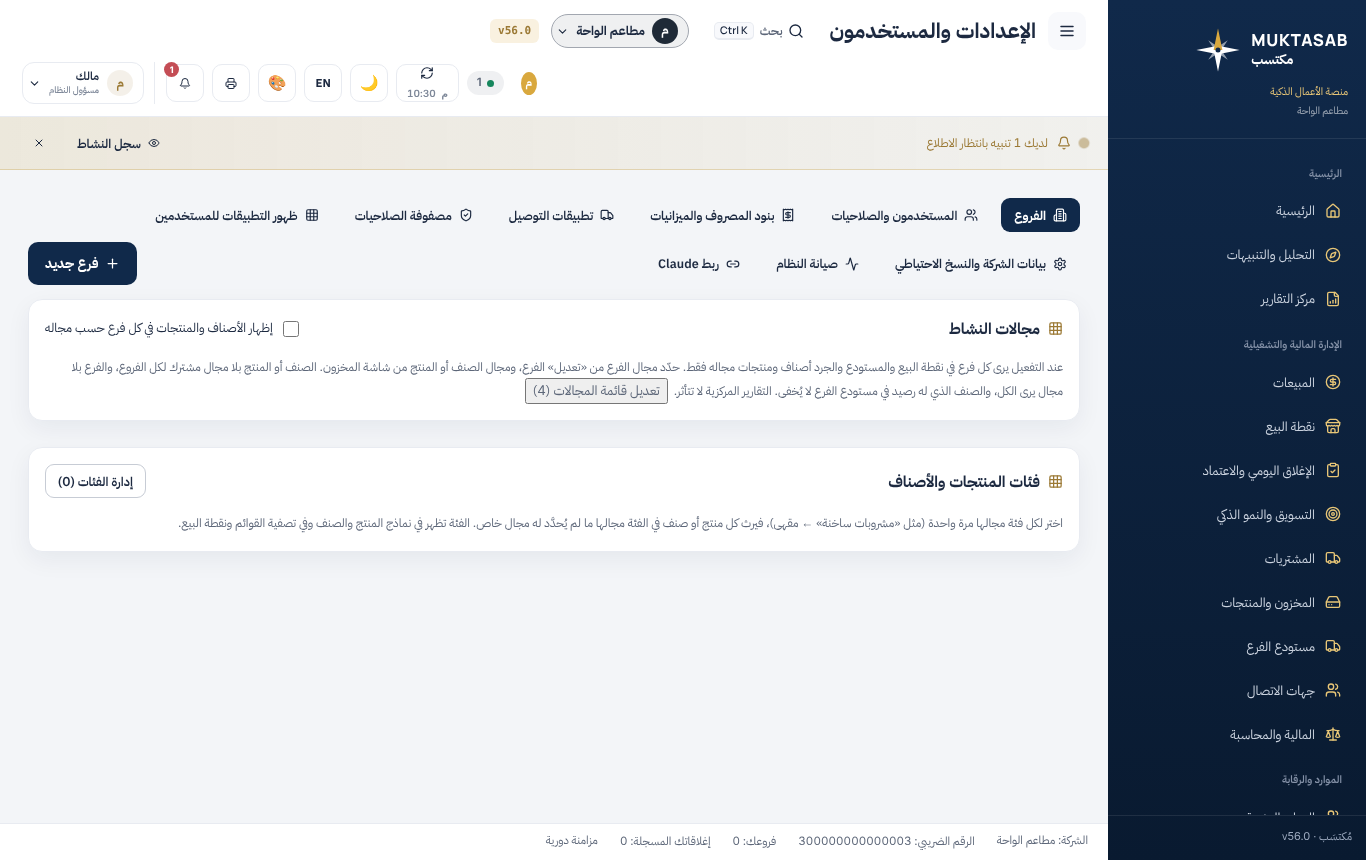 MUKTASAB
مكتسب
منصة الأعمال الذكية
مطاعم الواحة
الرئيسية
الرئيسية
التحليل والتنبيهات
مركز التقارير
الإدارة المالية والتشغيلية
المبيعات
نقطة البيع
الإغلاق اليومي والاعتماد
التسويق والنمو الذكي
المشتريات
المخزون والمنتجات
مستودع الفرع
جهات الاتصال
المالية والمحاسبة
الموارد والرقابة
مُكتسَب · v56.0
الإعدادات والمستخدمون
بحث Ctrl K
م مطاعم الواحة
v56.0
م
1
10:30 م
EN
1
م مالك
مسؤول النظام
لديك 1 تنبيه بانتظار الاطلاع
سجل النشاط
الفروع
المستخدمون والصلاحيات
بنود المصروف والميزانيات
تطبيقات التوصيل
مصفوفة الصلاحيات
ظهور التطبيقات للمستخدمين
بيانات الشركة والنسخ الاحتياطي
صيانة النظام
ربط Claude
+ فرع جديد
مجالات النشاط
إظهار الأصناف والمنتجات في كل فرع حسب مجاله
عند التفعيل يرى كل فرع في نقطة البيع والمستودع والجرد أصناف ومنتجات مجاله فقط. حدّد مجال الفرع من «تعديل» الفرع، ومجال الصنف أو المنتج من شاشة المخزون. الصنف أو المنتج بلا مجال مشترك لكل الفروع، والفرع بلا
مجال يرى الكل، والصنف الذي له رصيد في مستودع الفرع لا يُخفى. التقارير المركزية لا تتأثر. تعديل قائمة المجالات (4)
فئات المنتجات والأصناف
إدارة الفئات (0)
اختر لكل فئة مجالها مرة واحدة (مثل «مشروبات ساخنة» ← مقهى)، فيرث كل منتج أو صنف في الفئة مجالها ما لم يُحدَّد له مجال خاص. الفئة تظهر في نماذج المنتج والصنف وفي تصفية القوائم ونقطة البيع.
الشركة: مطاعم الواحة
الرقم الضريبي: 300000000000003
فروعك: 0
إغلاقاتك المسجلة: 0
مزامنة دورية